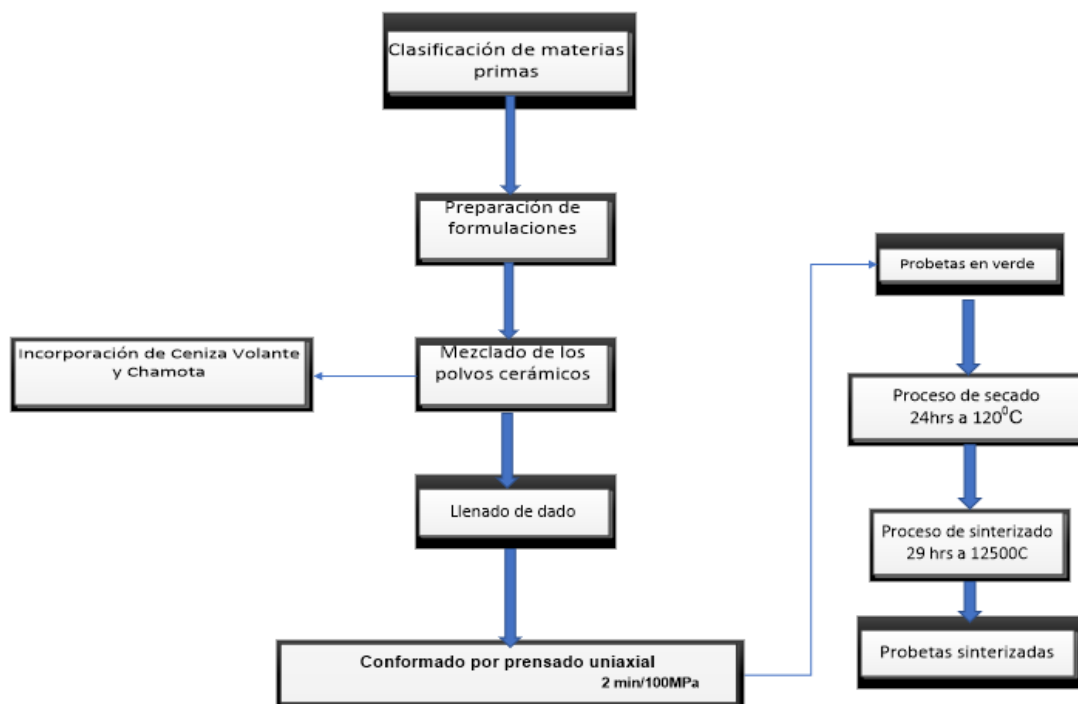 Clasificación de materias
primas
Preparación de
formulaciones
Mezclado de los
polvos cerámicos
Incorporación de Ceniza Volante
y Chamota
Llenado de dado
Conformado por prensado uniaxial
2 min/100MPa
Probetas en verde
Proceso de secado
24hrs a 120⁰C
Proceso de sinterizado
29 hrs a 12500C
Probetas sinterizadas